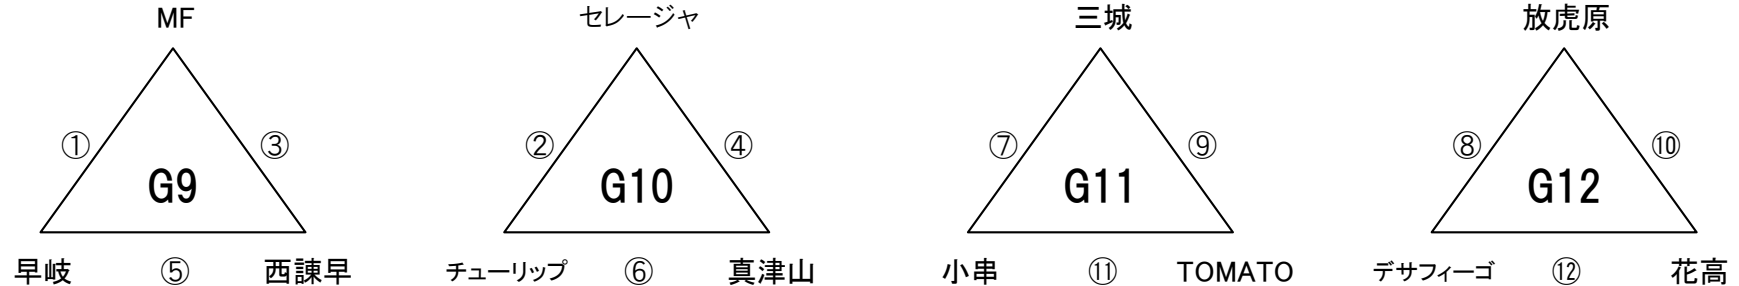 MF セレージャ 三城 放虎原
① ③ ② ④ ⑦ ⑨ ⑧ ⑩
G9 G10 G11 G12
早岐 ⑤ 西諫早 チューリップ ⑥ 真津山 小串 ⑪ TOMATO デサフィーゴ ⑫ 花高